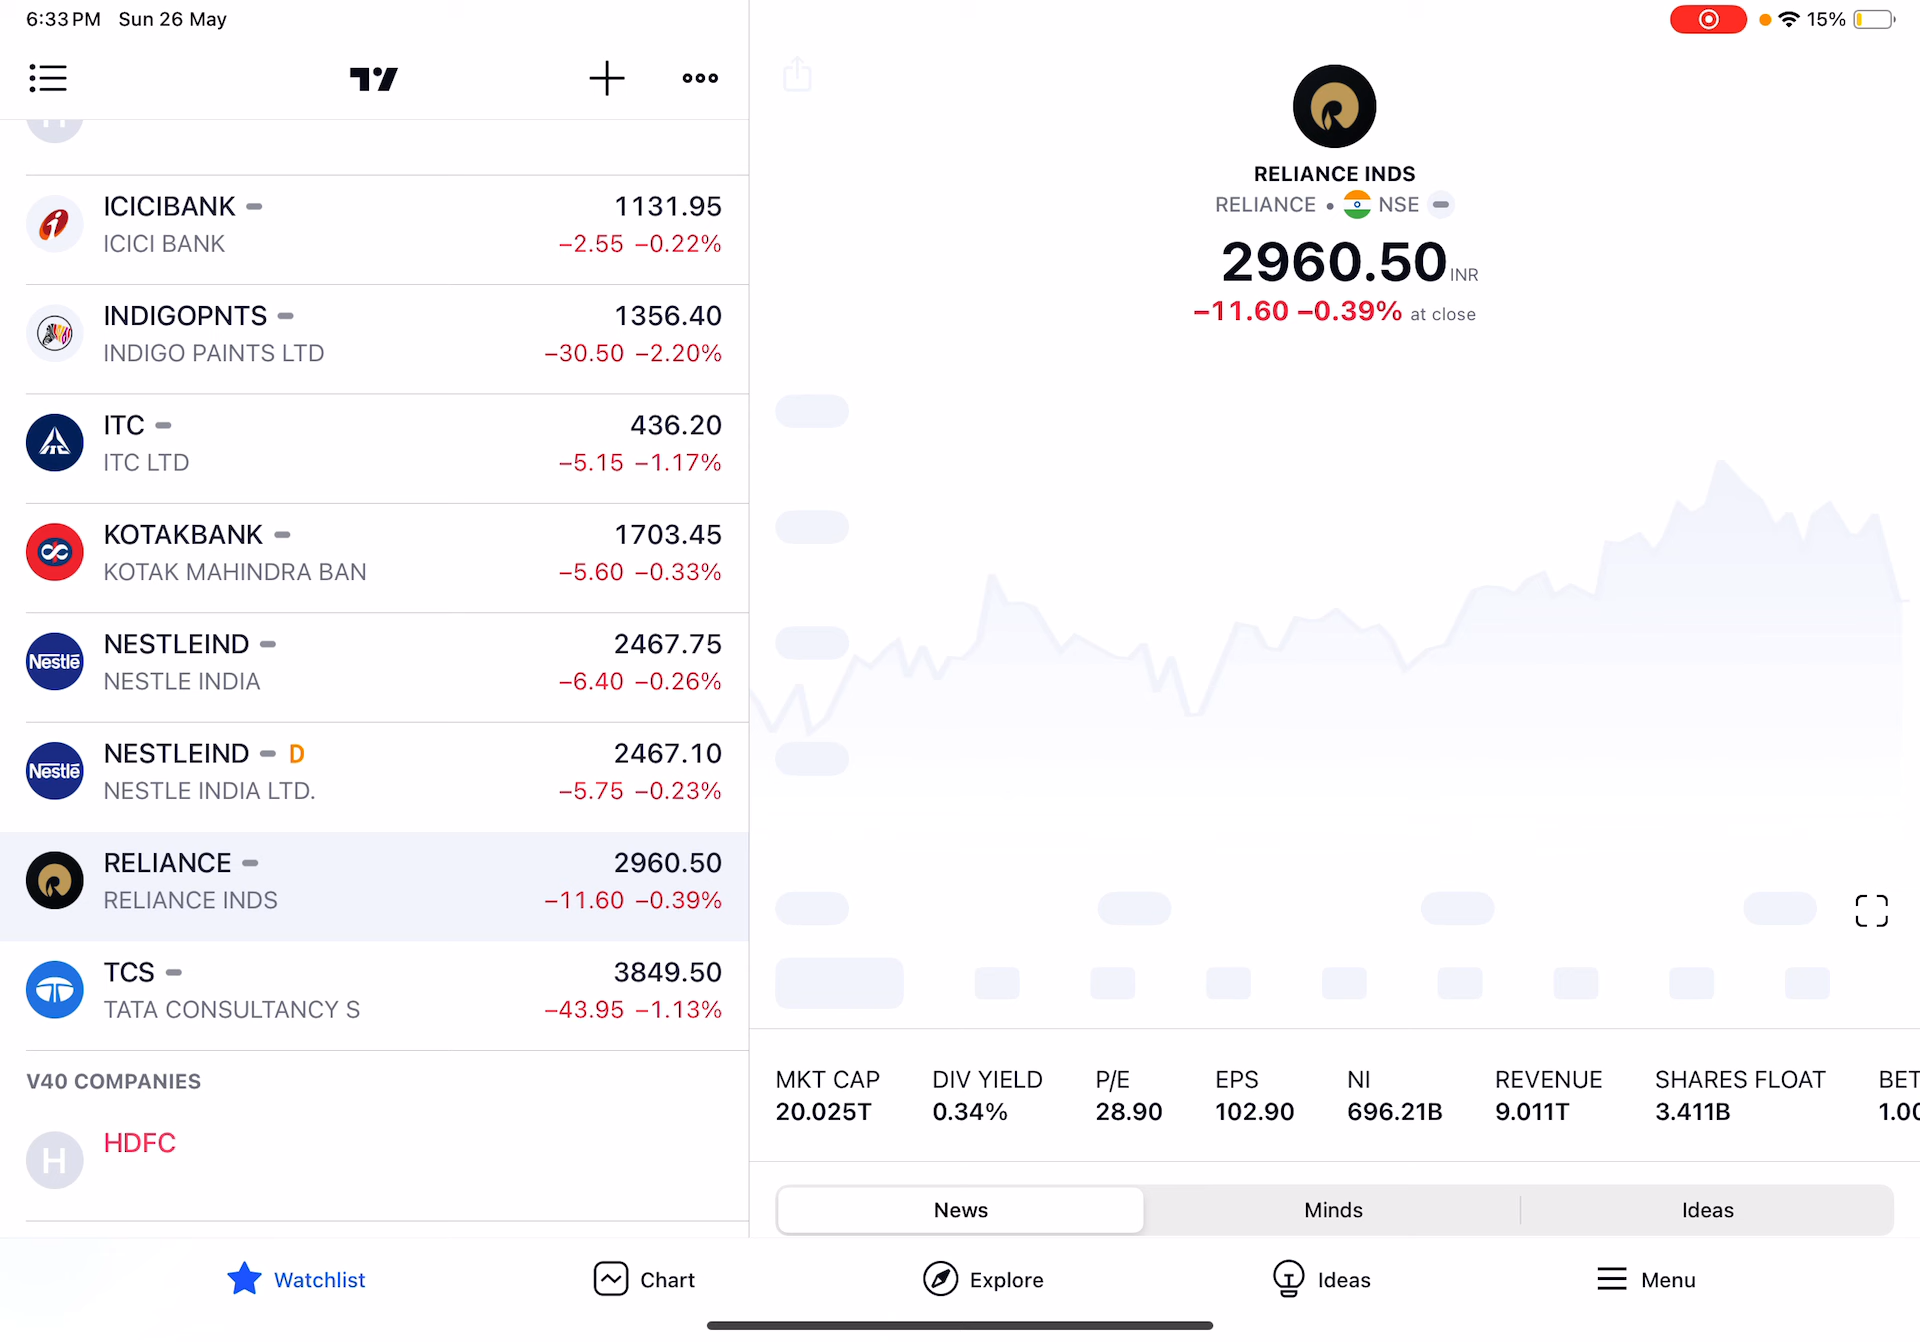 6:33 PM Sun 26 May
15%
ICICIBANK
1131.95
ICICI BANK
−2.55 −0.22%
INDIGOPNTS
1356.40
INDIGO PAINTS LTD
−30.50 −2.20%
ITC
436.20
ITC LTD
−5.15 −1.17%
KOTAKBANK
1703.45
KOTAK MAHINDRA BAN
−5.60 −0.33%
NESTLEIND
2467.75
Nestlé
NESTLE INDIA
−6.40 −0.26%
NESTLEIND D
2467.10
Nestlé
NESTLE INDIA LTD.
−5.75 −0.23%
RELIANCE
2960.50
RELIANCE INDS
−11.60 −0.39%
TCS
3849.50
TATA CONSULTANCY S
−43.95 −1.13%
V40 COMPANIES
H
HDFC
RELIANCE INDS
RELIANCE • NSE
2960.50 INR
−11.60 −0.39% at close
MKT CAP DIV YIELD P/E EPS NI REVENUE SHARES FLOAT BET
20.025T 0.34% 28.90 102.90 696.21B 9.011T 3.411B 1.00
News Minds Ideas
Watchlist Chart Explore Ideas Menu